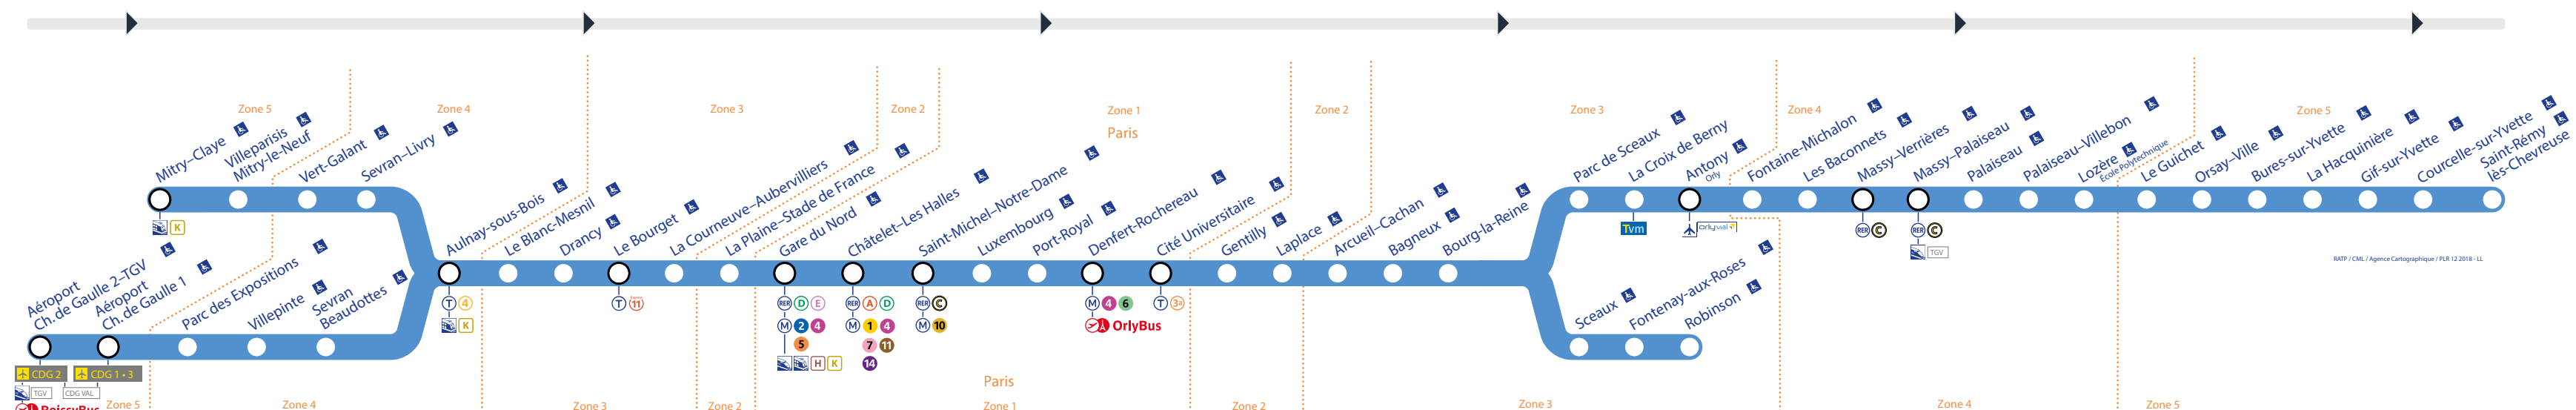 Zone 5
Zone 4
Zone 3
Zone 2
Zone 1
Paris
Zone 2
Zone 3
Zone 4
Zone 5
Mitry–Claye
Villeparisis
Mitry-le-Neuf
Vert-Galant
Sevran–Livry
K
Aéroport
Ch. de Gaulle 2–TGV
Aéroport
Ch. de Gaulle 1
Parc des Expositions
Villepinte
Sevran
Beaudottes
CDG 2
CDG 1 • 3
TGV
CDG VAL
RoissyBus
Aulnay-sous-Bois
T 4
K
Le Blanc-Mesnil
Drancy
Le Bourget
T 11
La Courneuve–Aubervilliers
La Plaine–Stade de France
Gare du Nord
RER D E
M 2 4
5
H K
Châtelet–Les Halles
RER A D
M 1 4
7 11
14
Saint-Michel–Notre-Dame
RER C
M 10
Luxembourg
Port-Royal
Denfert-Rochereau
M 4 6
OrlyBus
Cité Universitaire
T 3a
Gentilly
Laplace
Arcueil–Cachan
Bagneux
Bourg-la-Reine
Parc de Sceaux
La Croix de Berny
Tvm
Antony
Orly
orlyval
Fontaine-Michalon
Les Baconnets
Massy–Verrières
RER C
Massy–Palaiseau
RER C
TGV
Palaiseau
Palaiseau–Villebon
Lozère
École Polytechnique
Le Guichet
Orsay–Ville
Bures-sur-Yvette
La Hacquinière
Gif-sur-Yvette
Courcelle-sur-Yvette
Saint-Rémy
lès-Chevreuse
Sceaux
Fontenay-aux-Roses
Robinson
RATP / CML / Agence Cartographique / PLR 12 2018 - LL
Zone 5
Zone 4
Zone 3
Zone 2
Paris
Zone 1
Zone 2
Zone 3
Zone 4
Zone 5